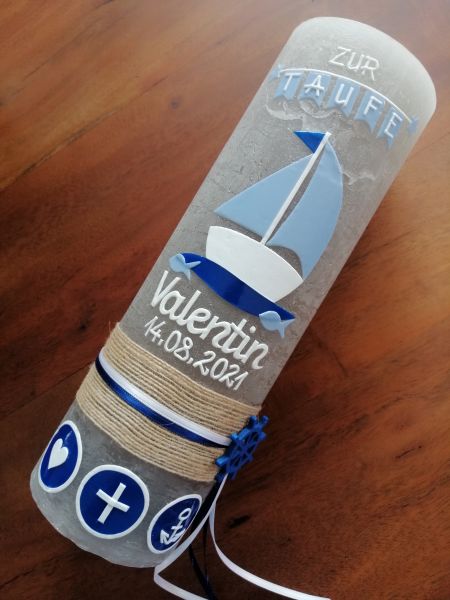 ZUR
TAUFE
Valentin
14.08.2021